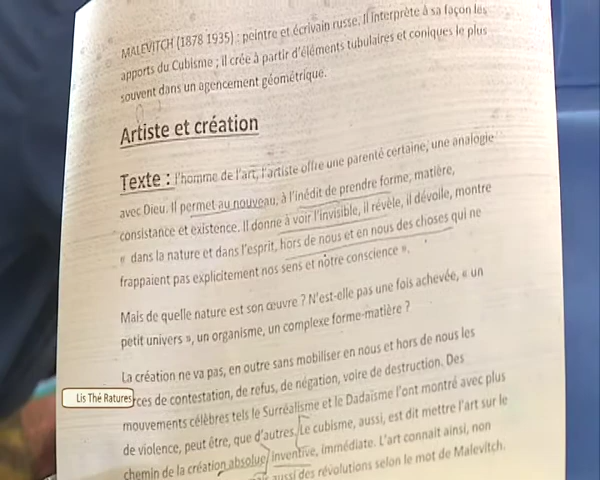 MALEVITCH (1878 1935) : peintre et écrivain russe. Il interprète à sa façon les
apports du Cubisme ; il crée à partir d'éléments tubulaires et coniques le plus
souvent dans un agencement géométrique.
Artiste et création
Texte : l'homme de l'art, l'artiste offre une parenté certaine, une analogie
avec Dieu. Il permet au nouveau, à l'inédit de prendre forme, matière,
consistance et existence. Il donne à voir l'invisible, il révèle, il dévoile, montre
« dans la nature et dans l'esprit, hors de nous et en nous des choses qui ne
frappaient pas explicitement nos sens et notre conscience ».
Mais de quelle nature est son œuvre ? N'est-elle pas une fois achevée, « un
petit univers », un organisme, un complexe forme-matière ?
La création ne va pas, en outre sans mobiliser en nous et hors de nous les
Lis Thé Ratures rces de contestation, de refus, de négation, voire de destruction. Des
mouvements célèbres tels le Surréalisme et le Dadaïsme l'ont montré avec plus
de violence, peut être, que d'autres. Le cubisme, aussi, est dit mettre l'art sur le
chemin de la création absolue, inventive, immédiate. L'art connait ainsi, non
aussi des révolutions selon le mot de Malevitch.